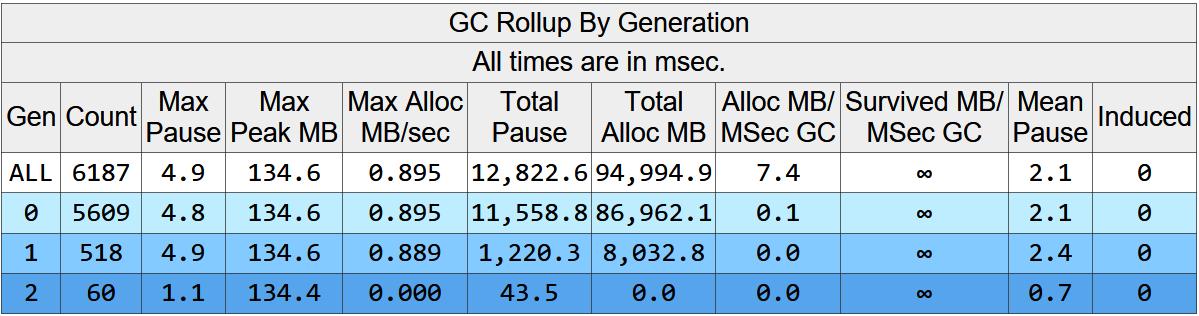 GC Rollup By Generation
All times are in msec.
Gen Count Max Pause Max Peak MB Max Alloc MB/sec Total Pause Total Alloc MB Alloc MB/ MSec GC Survived MB/ MSec GC Mean Pause Induced
ALL 6187 4.9 134.6 0.895 12,822.6 94,994.9 7.4 ∞ 2.1 0
0 5609 4.8 134.6 0.895 11,558.8 86,962.1 0.1 ∞ 2.1 0
1 518 4.9 134.6 0.889 1,220.3 8,032.8 0.0 ∞ 2.4 0
2 60 1.1 134.4 0.000 43.5 0.0 0.0 ∞ 0.7 0